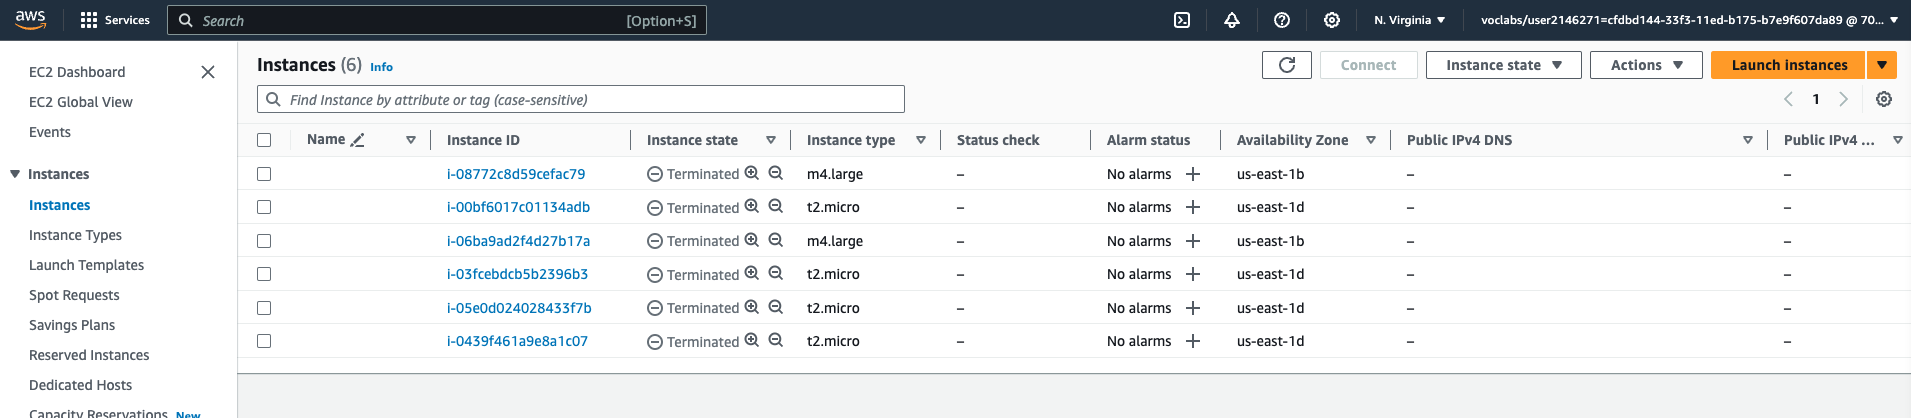 aws Services Search [Option+S] N. Virginia voclabs/user2146271=cfdbd144-33f3-11ed-b175-b7e9f607da89 @ 70...
EC2 Dashboard
EC2 Global View
Events
Instances
Instances
Instance Types
Launch Templates
Spot Requests
Savings Plans
Reserved Instances
Dedicated Hosts
Capacity Reservations New
Instances (6) Info Connect Instance state Actions Launch instances
Find Instance by attribute or tag (case-sensitive) 1
Name Instance ID Instance state Instance type Status check Alarm status Availability Zone Public IPv4 DNS Public IPv4 ...
i-08772c8d59cefac79 Terminated m4.large – No alarms us-east-1b – –
i-00bf6017c01134adb Terminated t2.micro – No alarms us-east-1d – –
i-06ba9ad2f4d27b17a Terminated m4.large – No alarms us-east-1b – –
i-03fcebdcb5b2396b3 Terminated t2.micro – No alarms us-east-1d – –
i-05e0d024028433f7b Terminated t2.micro – No alarms us-east-1d – –
i-0439f461a9e8a1c07 Terminated t2.micro – No alarms us-east-1d – –